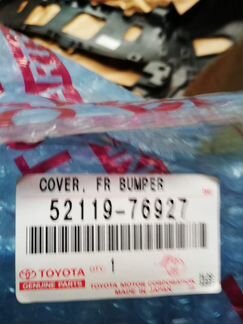 COVER, FR BUMPER
52119-76927
TOYOTA QTY. 1
GENUINE PARTS
TOYOTA MOTOR CORPORATION
MADE IN JAPAN